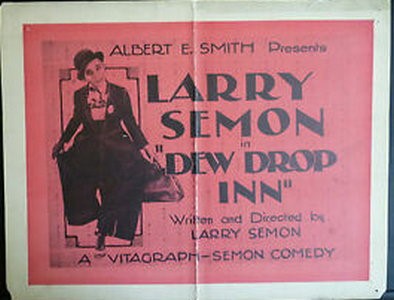 ALBERT E. SMITH Presents
LARRY
SEMON
in
"DEW DROP
INN"
Written and Directed by
LARRY SEMON
A VITAGRAPH-SEMON COMEDY